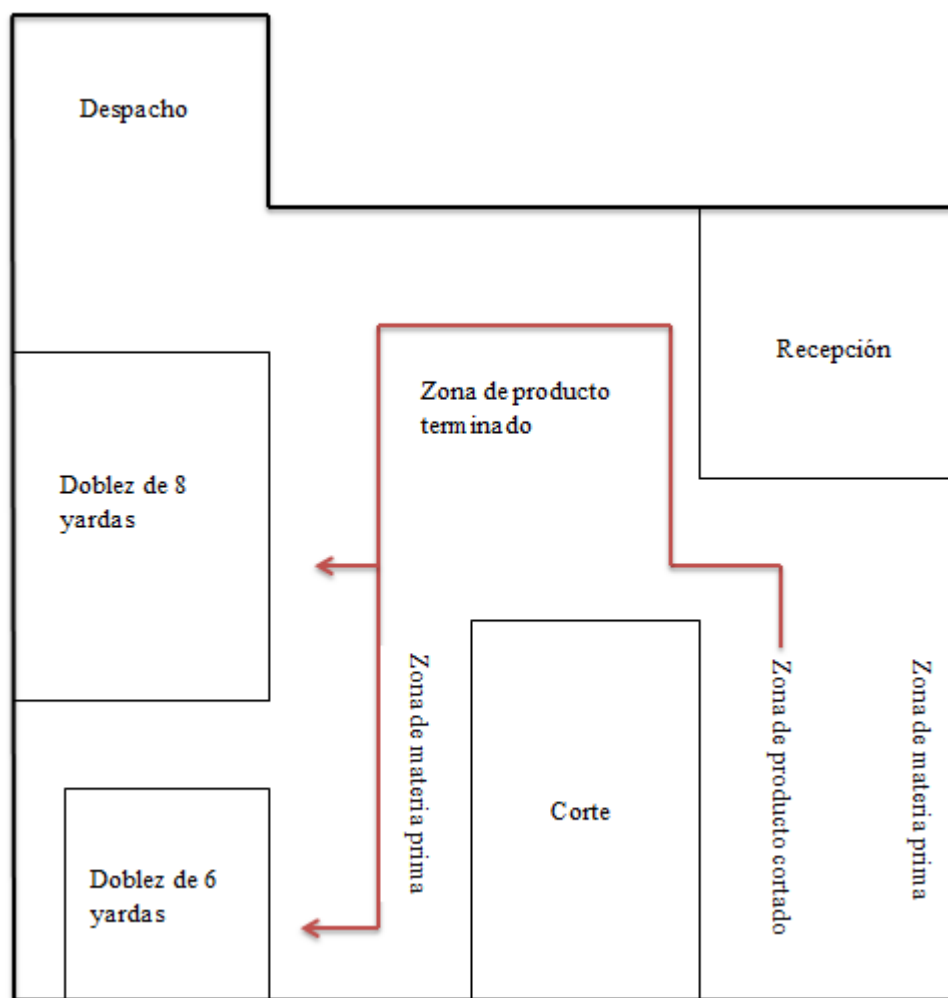 Despacho
Recepción
Zona de producto
terminado
Doblez de 8
yardas
Zona de materia prima
Zona de producto cortado
Zona de materia prima
Corte
Doblez de 6
yardas